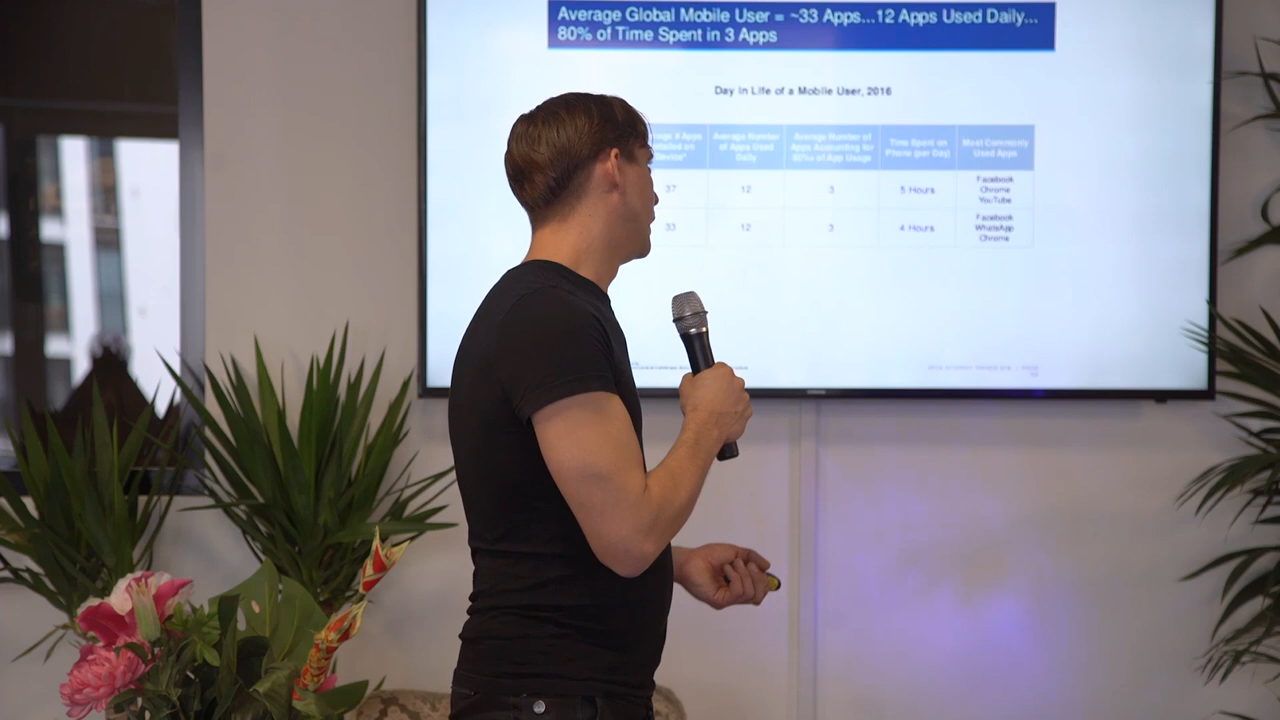 Average Global Mobile User = ~33 Apps...12 Apps Used Daily...
80% of Time Spent in 3 Apps
Day in Life of a Mobile User, 2016
# Apps
on
Device*
Average Number
of Apps Used
Daily
Average Number of
Apps Accounting for
80%+ of App Usage
Time Spent on
Phone (per Day)
Most Commonly
Used Apps
37
12
3
5 Hours
Facebook
Chrome
YouTube
33
12
3
4 Hours
Facebook
WhatsApp
Chrome